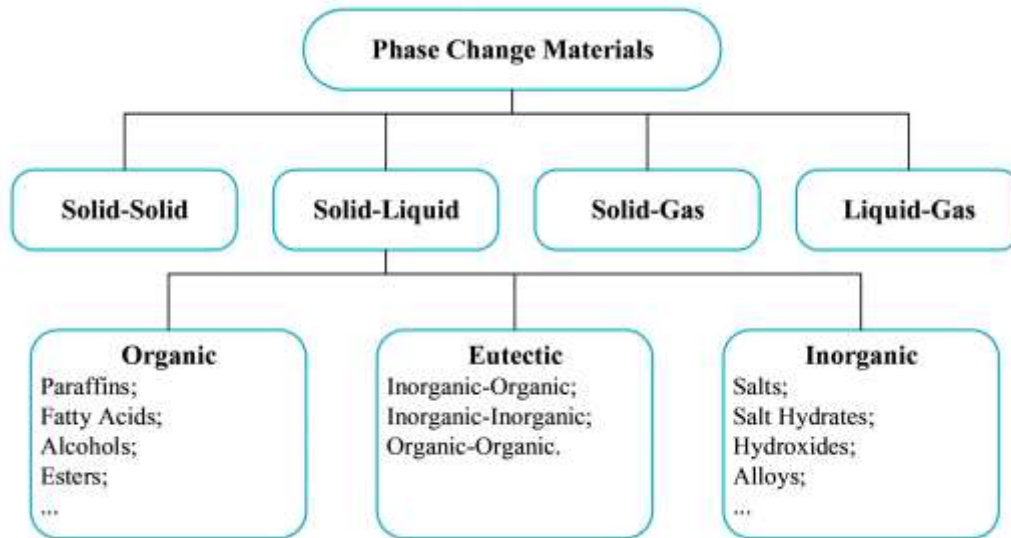 Phase Change Materials
Solid-Solid
Solid-Liquid
Solid-Gas
Liquid-Gas
Organic
Paraffins;
Fatty Acids;
Alcohols;
Esters;
...
Eutectic
Inorganic-Organic;
Inorganic-Inorganic;
Organic-Organic.
Inorganic
Salts;
Salt Hydrates;
Hydroxides;
Alloys;
...